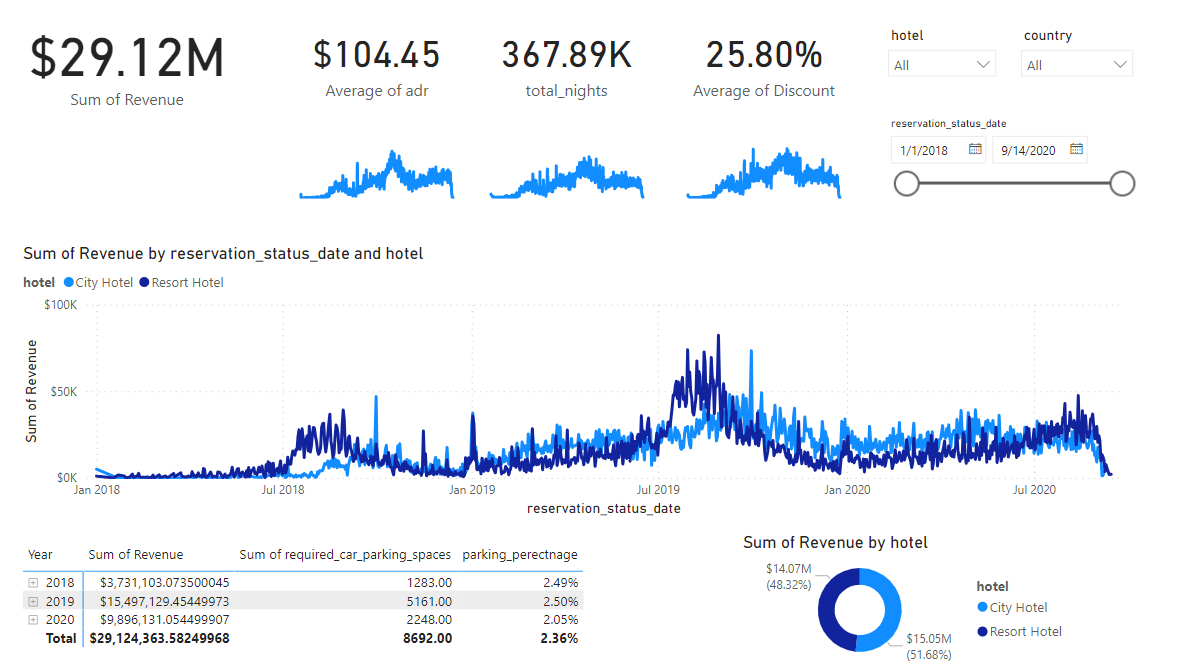 $29.12M
Sum of Revenue
$104.45
Average of adr
367.89K
total_nights
25.80%
Average of Discount
hotel
All
country
All
reservation_status_date
1/1/2018
9/14/2020
Sum of Revenue by reservation_status_date and hotel
hotel City Hotel Resort Hotel
Sum of Revenue
$100K
$50K
$0K
Jan 2018 Jul 2018 Jan 2019 Jul 2019 Jan 2020 Jul 2020
reservation_status_date
Year Sum of Revenue Sum of required_car_parking_spaces parking_perectnage
2018 $3,731,103.073500045 1283.00 2.49%
2019 $15,497,129.45449973 5161.00 2.50%
2020 $9,896,131.054499907 2248.00 2.05%
Total $29,124,363.58249968 8692.00 2.36%
Sum of Revenue by hotel
$14.07M
(48.32%)
$15.05M
(51.68%)
hotel
City Hotel
Resort Hotel